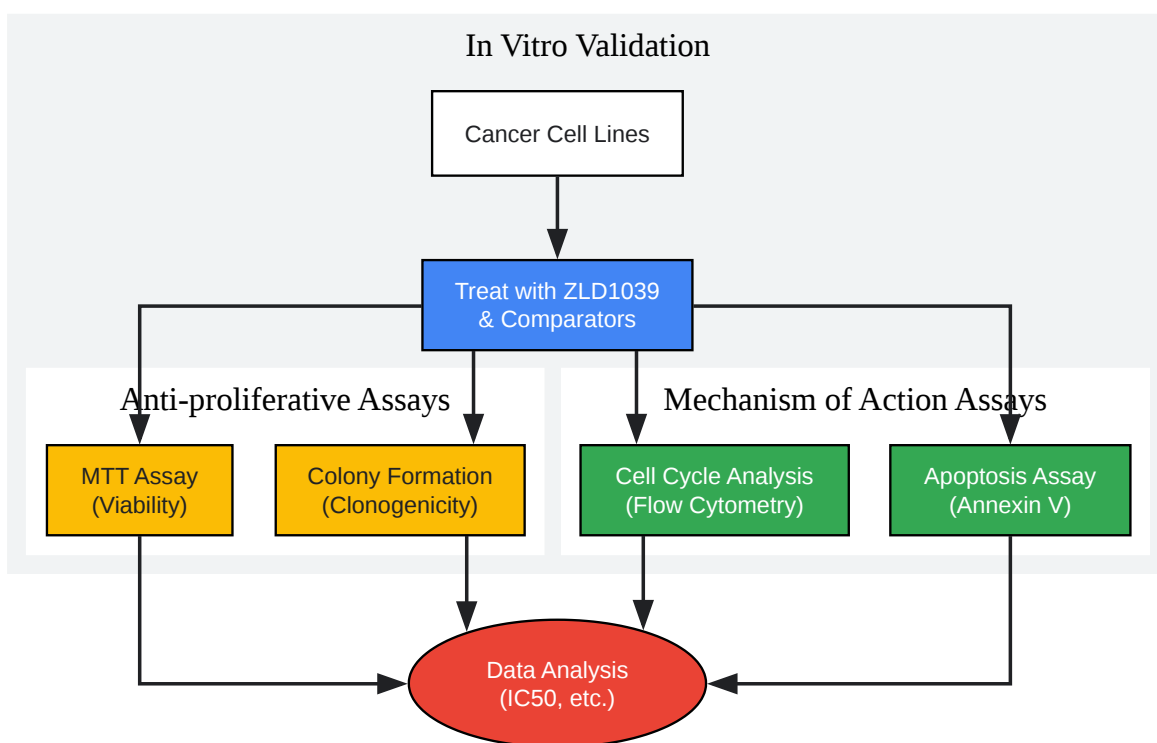 In Vitro Validation
Cancer Cell Lines
Treat with ZLD1039
& Comparators
Anti-proliferative Assays
Mechanism of Action Assays
MTT Assay
(Viability)
Colony Formation
(Clonogenicity)
Cell Cycle Analysis
(Flow Cytometry)
Apoptosis Assay
(Annexin V)
Data Analysis
(IC50, etc.)